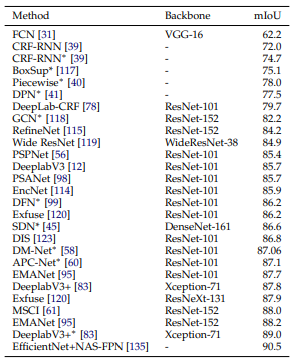 Method Backbone mIoU
FCN [31] VGG-16 62.2
CRF-RNN [39] - 72.0
CRF-RNN* [39] - 74.7
BoxSup* [117] - 75.1
Piecewise* [40] - 78.0
DPN* [41] - 77.5
DeepLab-CRF [78] ResNet-101 79.7
GCN* [118] ResNet-152 82.2
RefineNet [115] ResNet-152 84.2
Wide ResNet [119] WideResNet-38 84.9
PSPNet [56] ResNet-101 85.4
DeeplabV3 [12] ResNet-101 85.7
PSANet [98] ResNet-101 85.7
EncNet [114] ResNet-101 85.9
DFN* [99] ResNet-101 86.2
Exfuse [120] ResNet-101 86.2
SDN* [45] DenseNet-161 86.6
DIS [123] ResNet-101 86.8
DM-Net* [58] ResNet-101 87.06
APC-Net* [60] ResNet-101 87.1
EMANet [95] ResNet-101 87.7
DeeplabV3+ [83] Xception-71 87.8
Exfuse [120] ResNeXt-131 87.9
MSCI [61] ResNet-152 88.0
EMANet [95] ResNet-152 88.2
DeeplabV3+* [83] Xception-71 89.0
EfficientNet+NAS-FPN [135] - 90.5